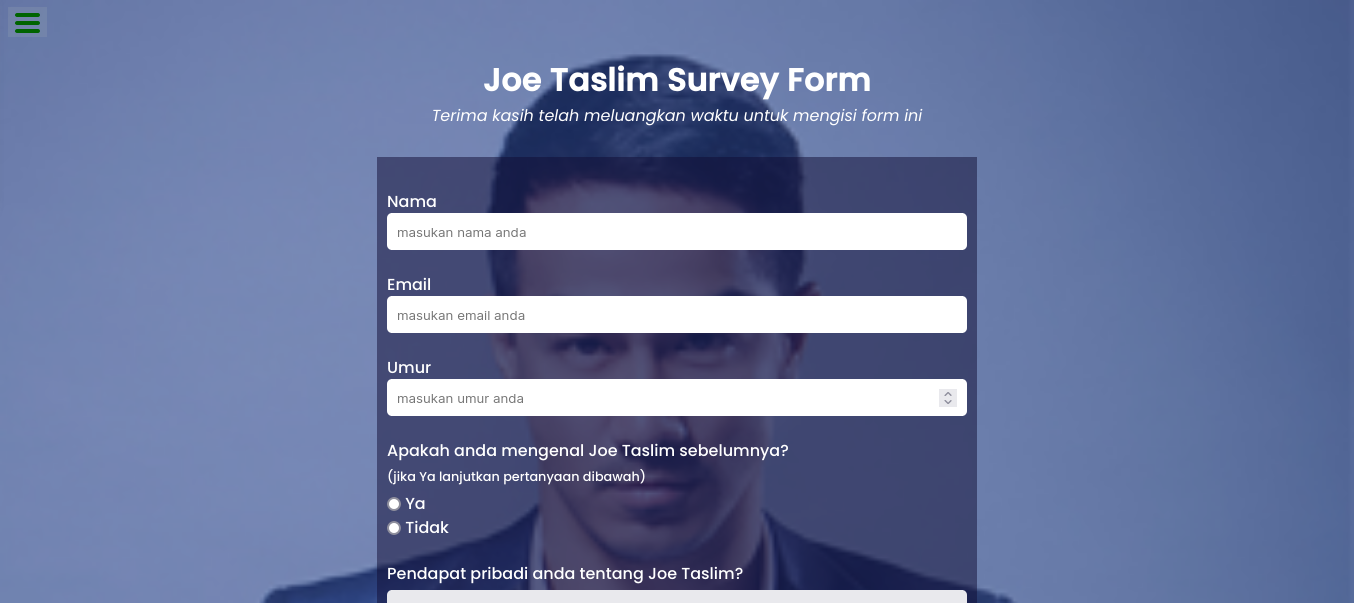 Joe Taslim Survey Form
Terima kasih telah meluangkan waktu untuk mengisi form ini
Nama
masukan nama anda
Email
masukan email anda
Umur
masukan umur anda
Apakah anda mengenal Joe Taslim sebelumnya?
(jika Ya lanjutkan pertanyaan dibawah)
Ya
Tidak
Pendapat pribadi anda tentang Joe Taslim?